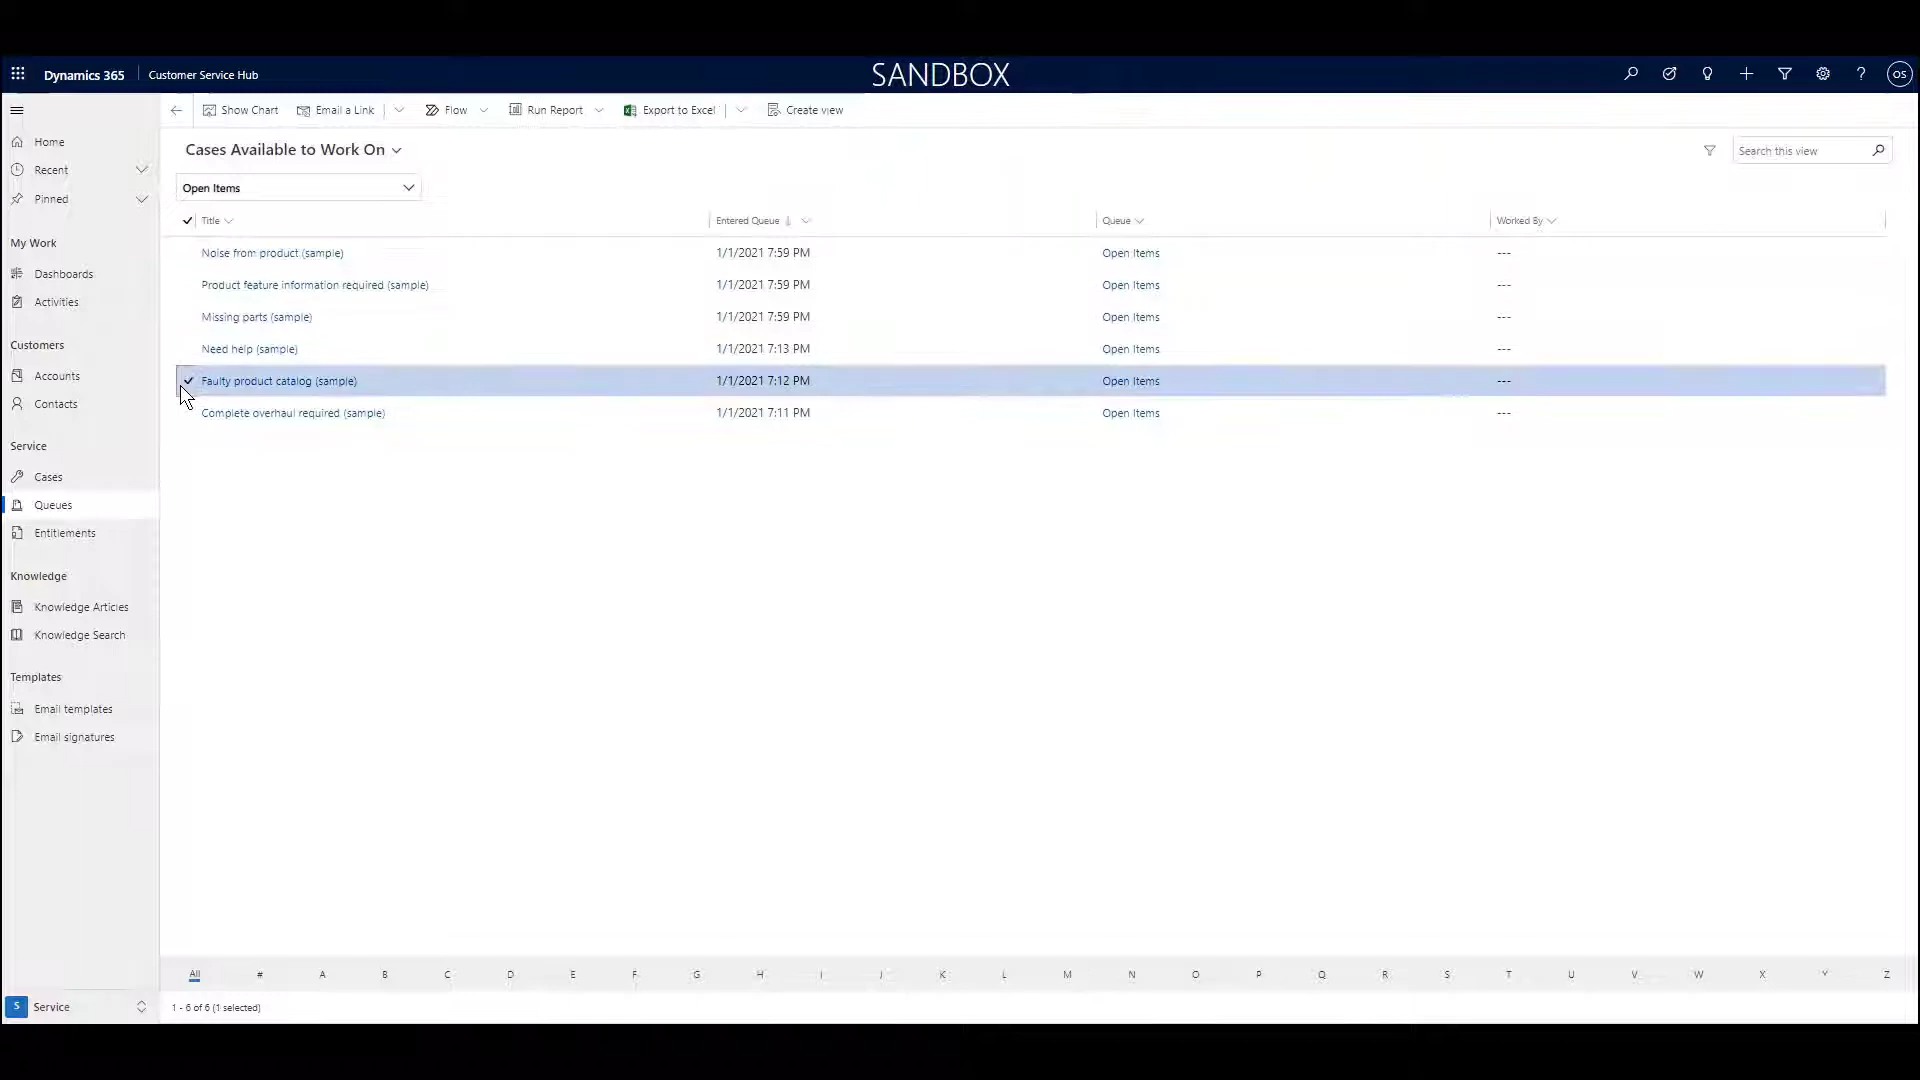 Dynamics 365 Customer Service Hub SANDBOX ? OS
Show Chart Email a Link Flow Run Report Export to Excel Create view
Home
Recent
Pinned
My Work
Dashboards
Activities
Customers
Accounts
Contacts
Service
Cases
Queues
Entitlements
Knowledge
Knowledge Articles
Knowledge Search
Templates
Email templates
Email signatures
S Service
Cases Available to Work On
Search this view
Open Items
Title Entered Queue Queue Worked By
Noise from product (sample) 1/1/2021 7:59 PM Open Items ---
Product feature information required (sample) 1/1/2021 7:59 PM Open Items ---
Missing parts (sample) 1/1/2021 7:59 PM Open Items ---
Need help (sample) 1/1/2021 7:13 PM Open Items ---
Faulty product catalog (sample) 1/1/2021 7:12 PM Open Items ---
Complete overhaul required (sample) 1/1/2021 7:11 PM Open Items ---
All # A B C D E F G H I J K L M N O P Q R S T U V W X Y Z
1 - 6 of 6 (1 selected)